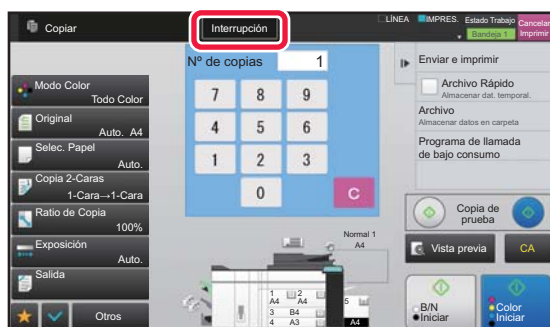 Copiar
Interrupción
LÍNEA
IMPRES.
Estado Trabajo
Bandeja 1
Cancelar
Imprimir
Nº de copias
1
Modo Color
Todo Color
Original
Auto. A4
Selec. Papel
Auto.
Copia 2-Caras
1-Cara→1-Cara
Ratio de Copia
100%
Exposición
Auto.
Salida
Otros
7 8 9
4 5 6
1 2 3
0 C
Normal 1
A4
1 2
A4 A4
3 B4
4 A3
5
A4
Enviar e imprimir
Archivo Rápido
Almacenar dat. temporal.
Archivo
Almacenar datos en carpeta
Programa de llamada
de bajo consumo
Copia de
prueba
Vista previa
CA
B/N
Iniciar
Color
Iniciar